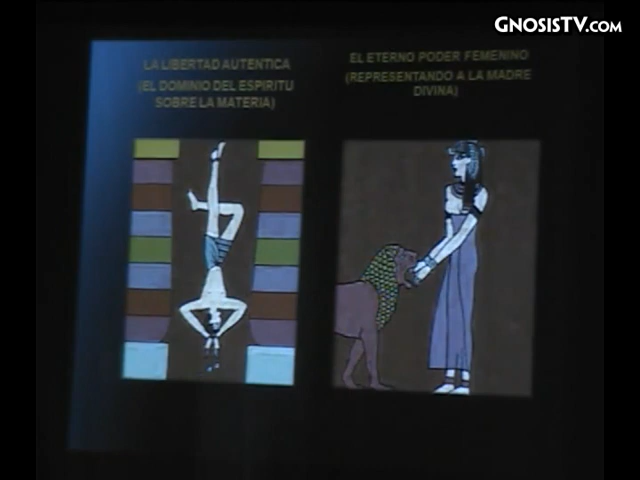 GNOSISTV.COM
LA LIBERTAD AUTENTICA
(EL DOMINIO DEL ESPIRITU
SOBRE LA MATERIA)
EL ETERNO PODER FEMENINO
(REPRESENTANDO A LA MADRE
DIVINA)